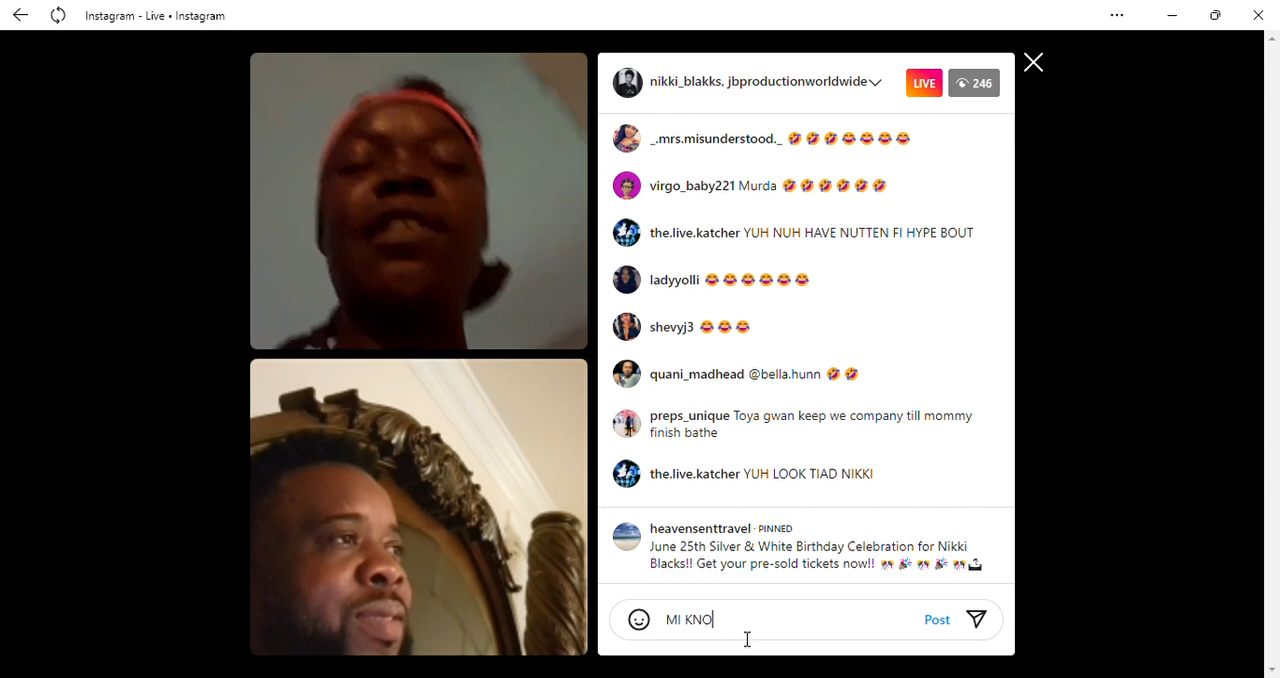 Instagram - Live • Instagram
nikki_blakks, jbproductionworldwide
LIVE
246
_.mrs.misunderstood._ 🤣🤣🤣😂😂😂😂
virgo_baby221 Murda 🤣🤣🤣🤣🤣🤣
the.live.katcher YUH NUH HAVE NUTTEN FI HYPE BOUT
ladyyolli 😂😂😂😂😂😂
shevyj3 😂😂😂
quani_madhead @bella.hunn 🤣🤣
preps_unique Toya gwan keep we company till mommy
finish bathe
the.live.katcher YUH LOOK TIAD NIKKI
heavensenttravel · PINNED
June 25th Silver & White Birthday Celebration for Nikki
Blacks!! Get your pre-sold tickets now!! 🎊🎉🎊🎉🎊🗳
MI KNO
Post